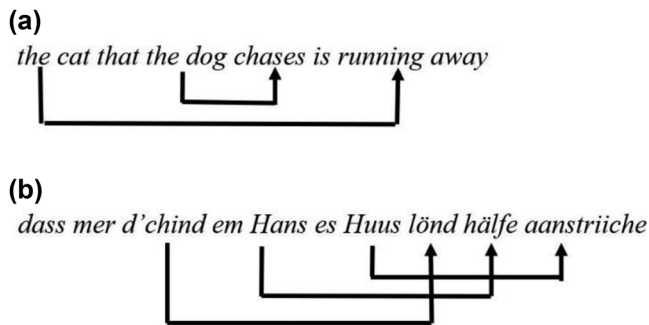 (a)
the cat that the dog chases is running away
(b)
dass mer d’chind em Hans es Huus lönd hälfe aanstriiche